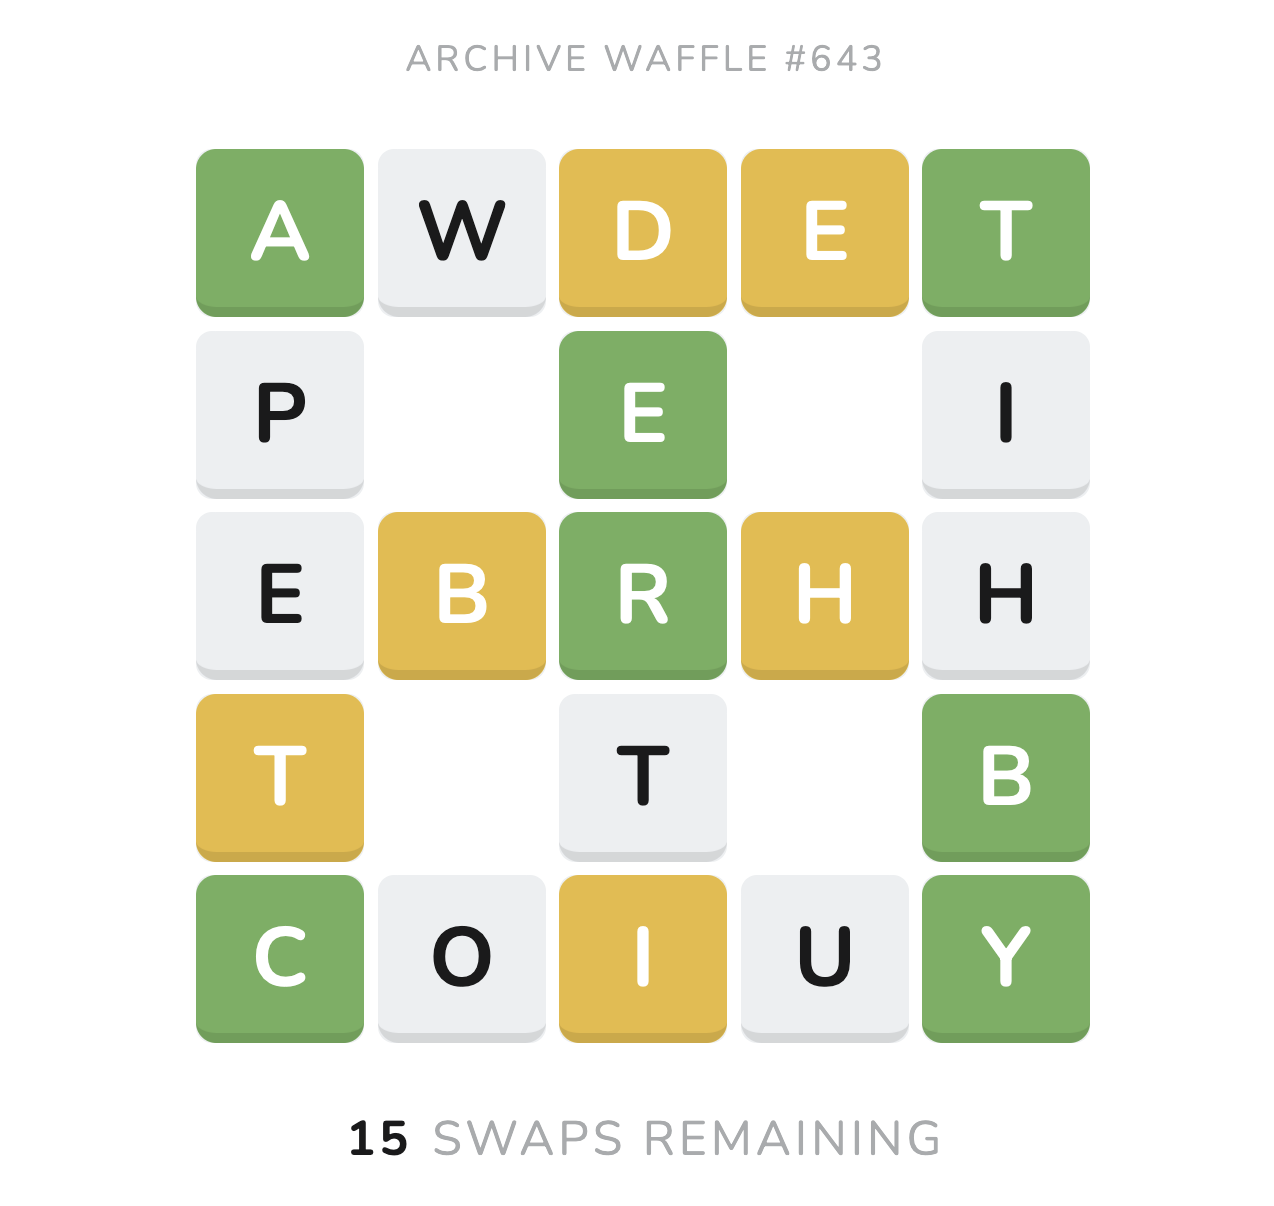 ARCHIVE WAFFLE #643
A W D E T
P E I
E B R H H
T T B
C O I U Y
15 SWAPS REMAINING